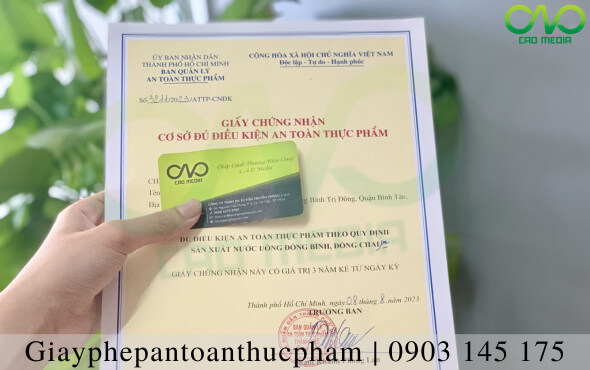 CAO MEDIA
ỦY BAN NHÂN DÂN
THÀNH PHỐ HỒ CHÍ MINH
BAN QUẢN LÝ
AN TOÀN THỰC PHẨM
CỘNG HÒA XÃ HỘI CHỦ NGHĨA VIỆT NAM
Độc lập - Tự do - Hạnh phúc
/ATTP-CNĐK
GIẤY CHỨNG NHẬN
CƠ SỞ ĐỦ ĐIỀU KIỆN AN TOÀN THỰC PHẨM
CAO MEDIA
Bình Trị Đông, Quận Bình Tân,
ĐỦ ĐIỀU KIỆN AN TOÀN THỰC PHẨM THEO QUY ĐỊNH
SẢN XUẤT NƯỚC UỐNG ĐÓNG BÌNH, ĐÓNG CHAI
GIẤY CHỨNG NHẬN NÀY CÓ GIÁ TRỊ 3 NĂM KỂ TỪ NGÀY KÝ
Thành phố Hồ Chí Minh, ngày 08 tháng 8 năm 2023
TRƯỞNG BAN
Giayphepantoanthucpham | 0903 145 175